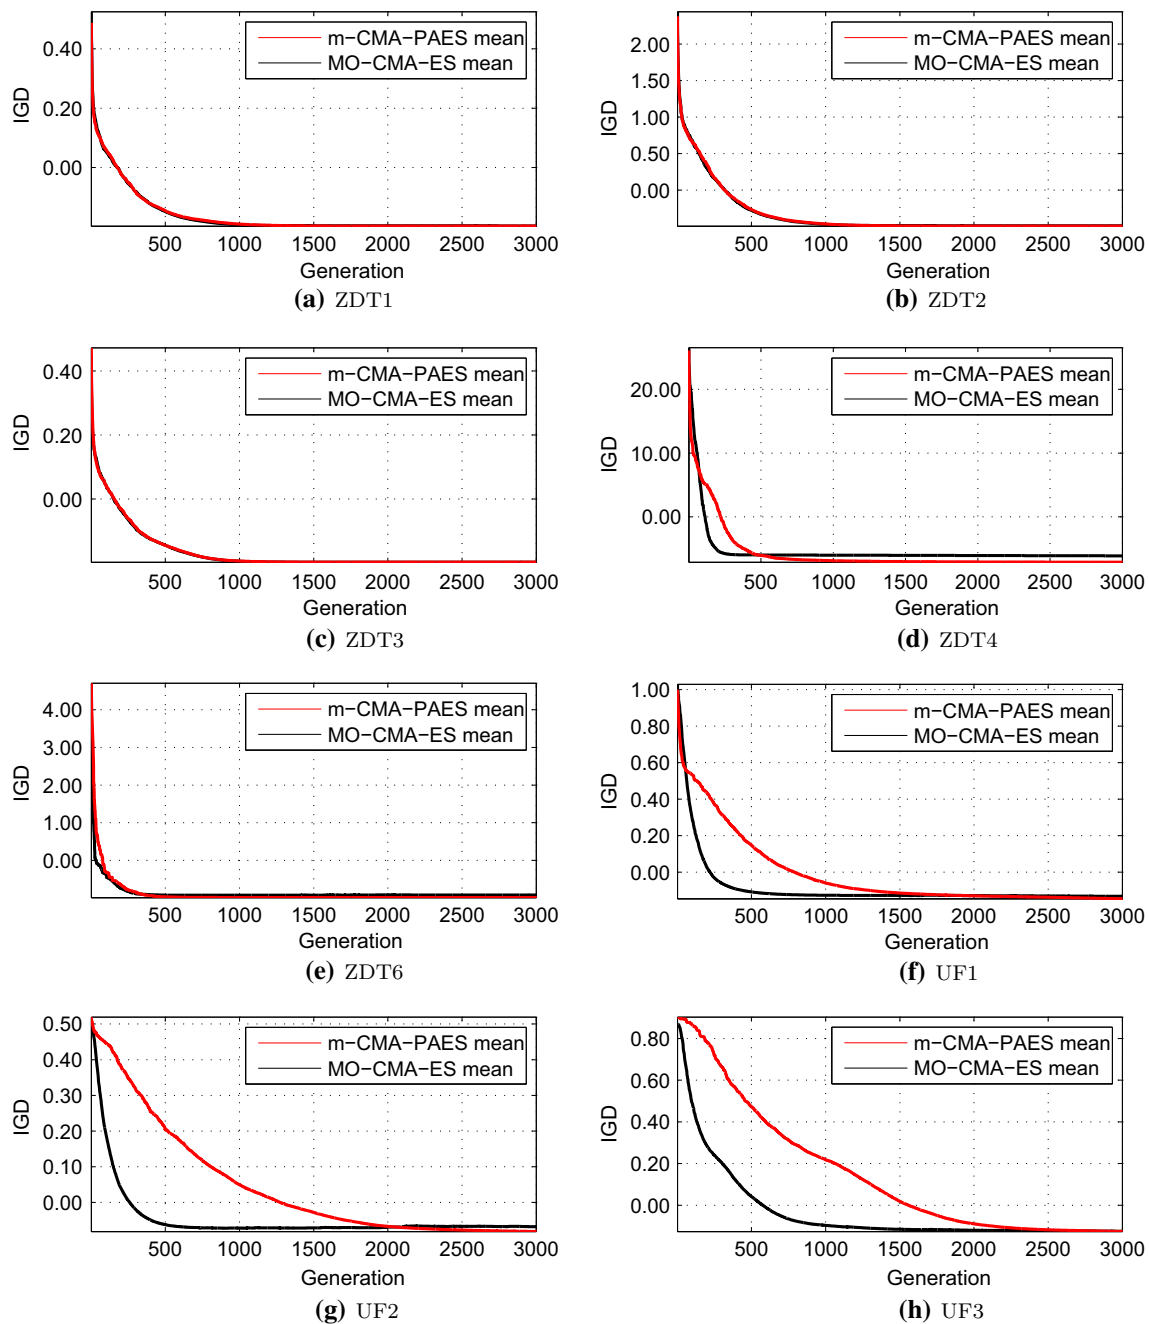 0.40
0.20
0.00
IGD
m-CMA-PAES mean
MO-CMA-ES mean
500 1000 1500 2000 2500 3000
Generation
(a) ZDT1
2.00
1.50
1.00
0.50
0.00
IGD
m-CMA-PAES mean
MO-CMA-ES mean
500 1000 1500 2000 2500 3000
Generation
(b) ZDT2
0.40
0.20
0.00
IGD
m-CMA-PAES mean
MO-CMA-ES mean
500 1000 1500 2000 2500 3000
Generation
(c) ZDT3
20.00
10.00
0.00
IGD
m-CMA-PAES mean
MO-CMA-ES mean
500 1000 1500 2000 2500 3000
Generation
(d) ZDT4
4.00
3.00
2.00
1.00
0.00
IGD
m-CMA-PAES mean
MO-CMA-ES mean
500 1000 1500 2000 2500 3000
Generation
(e) ZDT6
1.00
0.80
0.60
0.40
0.20
0.00
IGD
m-CMA-PAES mean
MO-CMA-ES mean
500 1000 1500 2000 2500 3000
Generation
(f) UF1
0.50
0.40
0.30
0.20
0.10
0.00
IGD
m-CMA-PAES mean
MO-CMA-ES mean
500 1000 1500 2000 2500 3000
Generation
(g) UF2
0.80
0.60
0.40
0.20
0.00
IGD
m-CMA-PAES mean
MO-CMA-ES mean
500 1000 1500 2000 2500 3000
Generation
(h) UF3